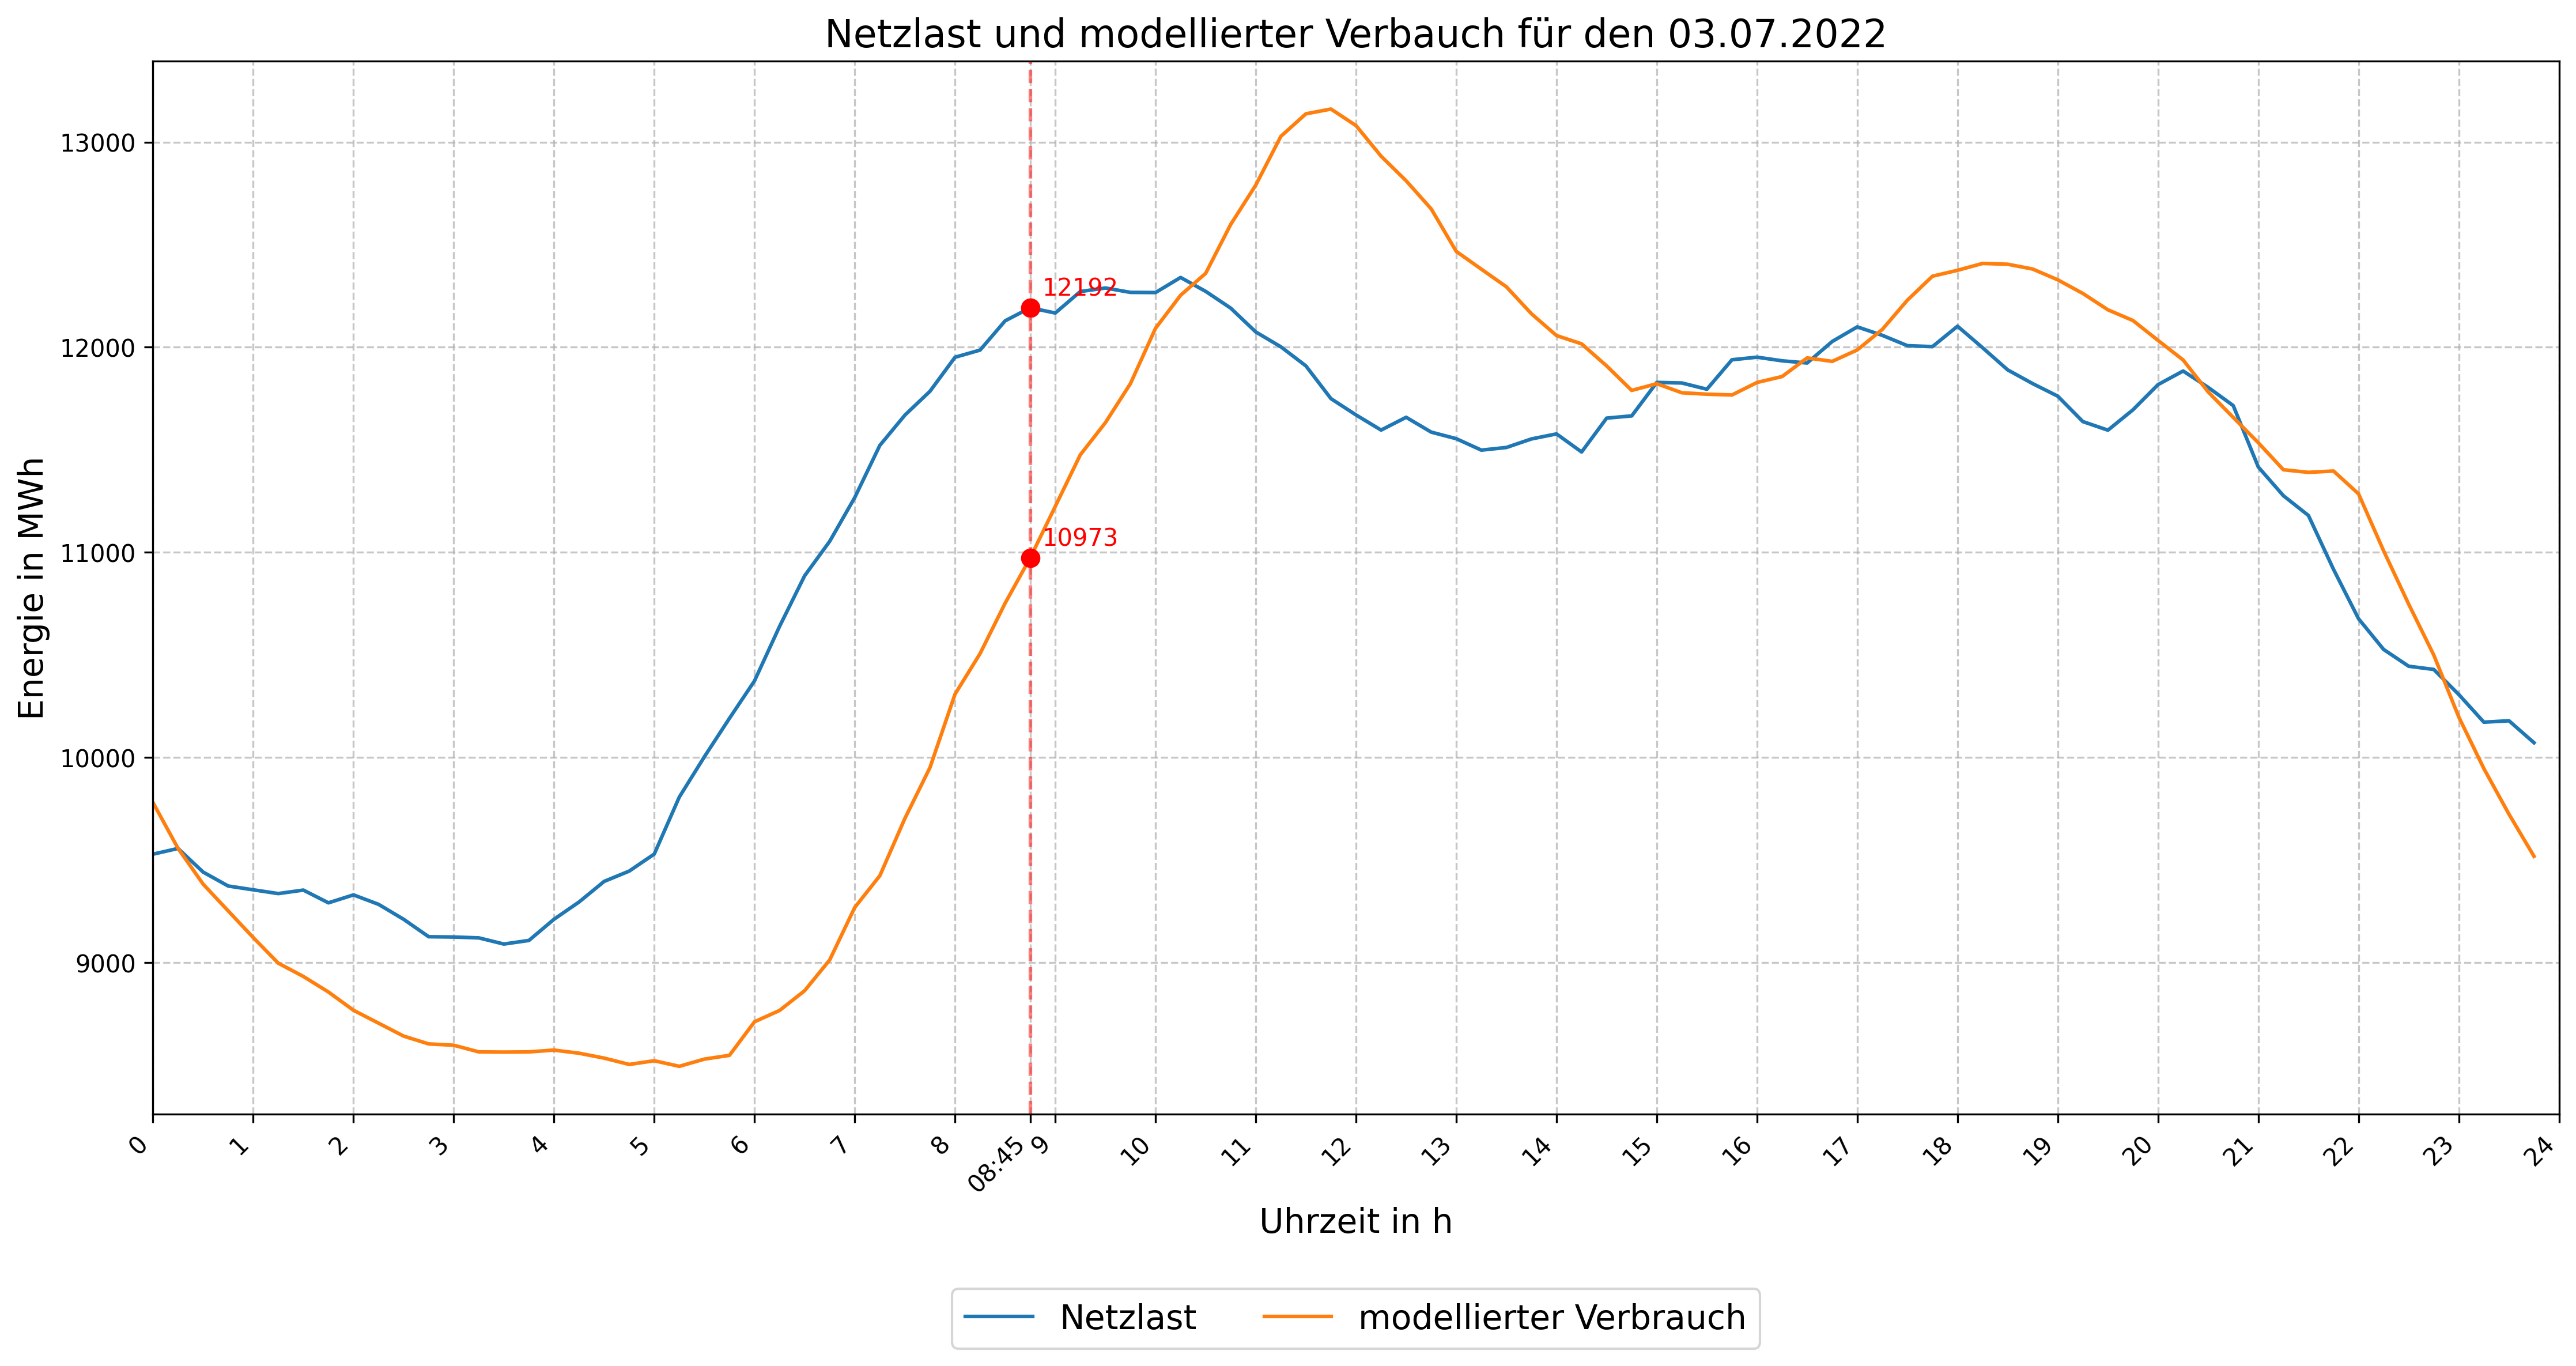 Netzlast und modellierter Verbauch für den 03.07.2022
Energie in MWh
13000
12000
11000
10000
9000
12192
10973
0 1 2 3 4 5 6 7 8 08:45 9 10 11 12 13 14 15 16 17 18 19 20 21 22 23 24
Uhrzeit in h
Netzlast modellierter Verbrauch